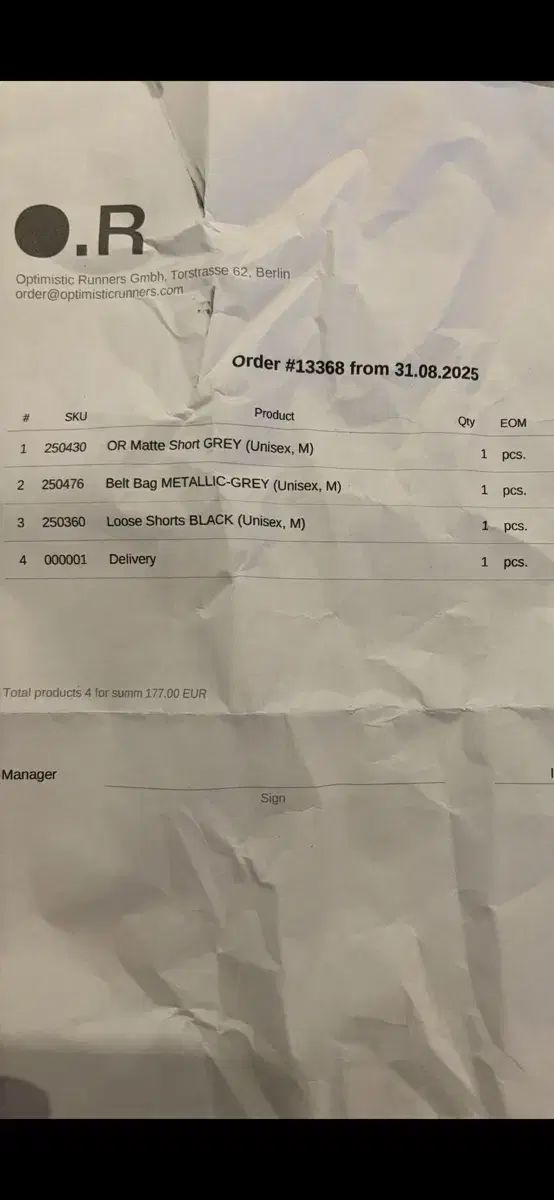 O.R
Optimistic Runners Gmbh, Torstrasse 62, Berlin
order@optimisticrunners.com
Order #13368 from 31.08.2025
# SKU Product Qty EOM
1 250430 OR Matte Short GREY (Unisex, M) 1 pcs.
2 250476 Belt Bag METALLIC-GREY (Unisex, M) 1 pcs.
3 250360 Loose Shorts BLACK (Unisex, M) 1 pcs.
4 000001 Delivery 1 pcs.
Total products 4 for summ 177.00 EUR
Manager
Sign